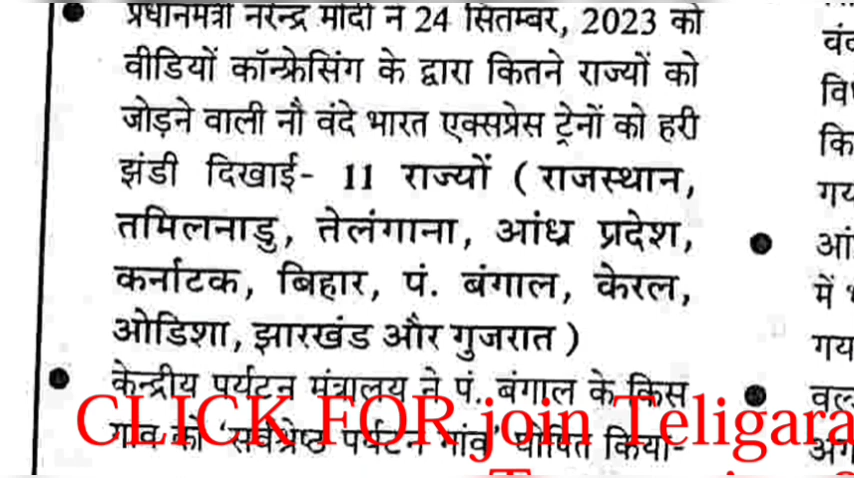 प्रधानमंत्री नरेन्द्र मोदी ने 24 सितम्बर, 2023 को
वीडियों कॉन्फ्रेसिंग के द्वारा कितने राज्यों को
जोड़ने वाली नौ वंदे भारत एक्सप्रेस ट्रेनों को हरी
झंडी दिखाई- 11 राज्यों ( राजस्थान,
तमिलनाडु, तेलंगाना, आंध्र प्रदेश,
कर्नाटक, बिहार, पं. बंगाल, केरल,
ओडिशा, झारखंड और गुजरात )
केन्द्रीय पर्यटन मंत्रालय ने पं. बंगाल के किस
गांव को 'सर्वश्रेष्ठ पर्यटन गांव' घोषित किया-
CLICK FOR join Teligara
आं
में